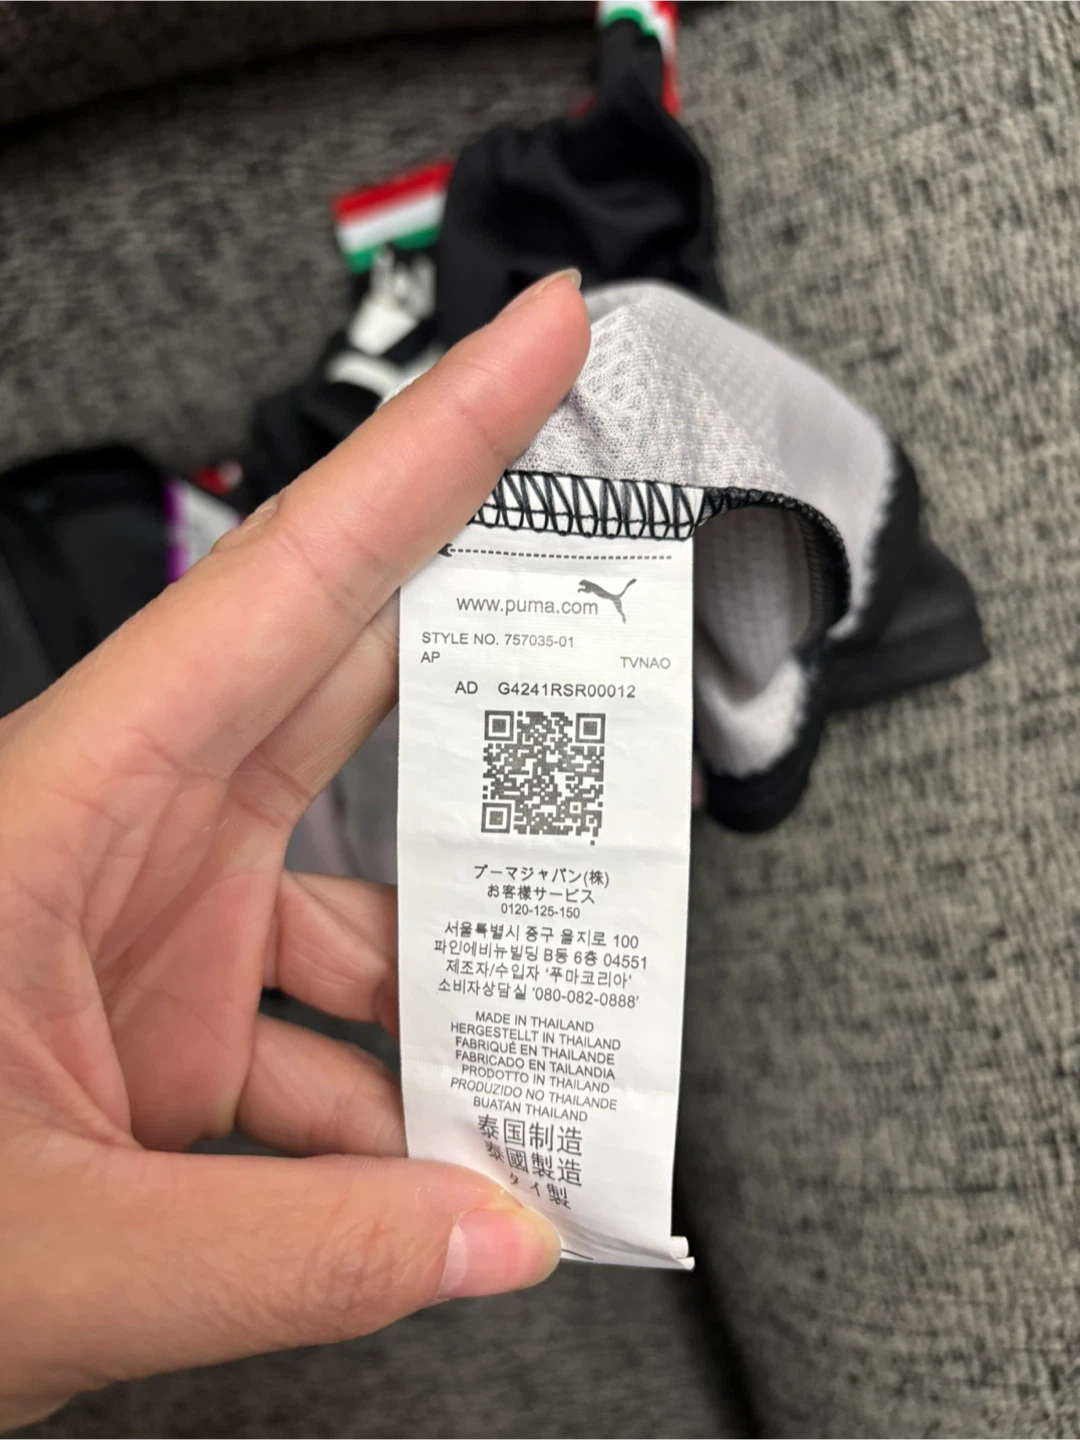 www.puma.com
STYLE NO. 757035-01
AP TVNAO
AD G4241RSR00012
プーマジャパン(株)
お客様サービス
0120-125-150
서울특별시 중구 을지로 100
파인에비뉴빌딩 B동 6층 04551
제조자/수입자 '푸마코리아'
소비자상담실 '080-082-0888'
MADE IN THAILAND
HERGESTELLT IN THAILAND
FABRIQUÉ EN THAILANDE
FABRICADO EN TAILANDIA
PRODOTTO IN THAILAND
PRODUZIDO NO THAILANDE
BUATAN THAILAND
泰国制造
泰國製造
タイ製